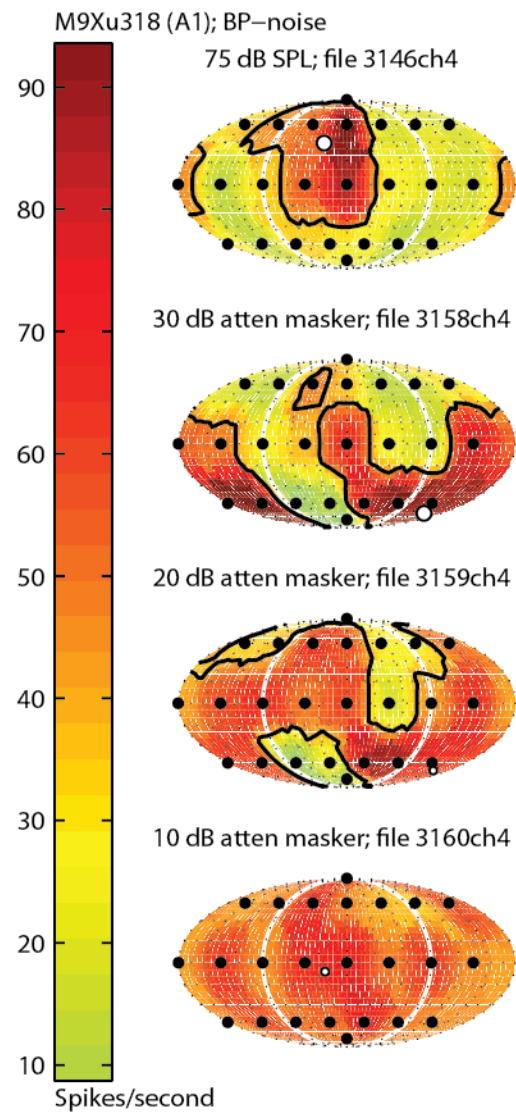 M9Xu318 (A1); BP−noise
75 dB SPL; file 3146ch4
90
80
70
60
50
40
30
20
10
30 dB atten masker; file 3158ch4
20 dB atten masker; file 3159ch4
10 dB atten masker; file 3160ch4
Spikes/second